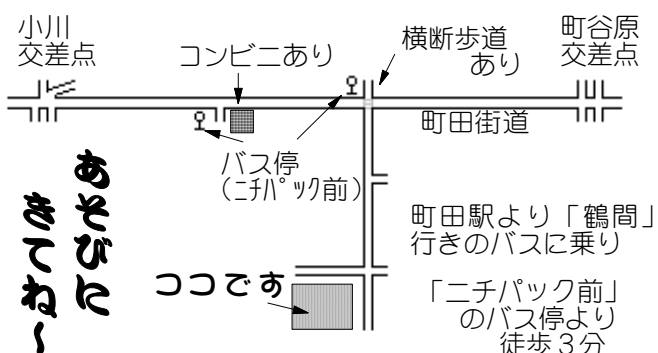 小川
交差点
コンビニあり
横断歩道
あり
町谷原
交差点
町田街道
バス停
(ニチパック前)
あそびに
きてね~
ココです
町田駅より「鶴間」
行きのバスに乗り
「ニチパック前」
のバス停より
徒歩3分